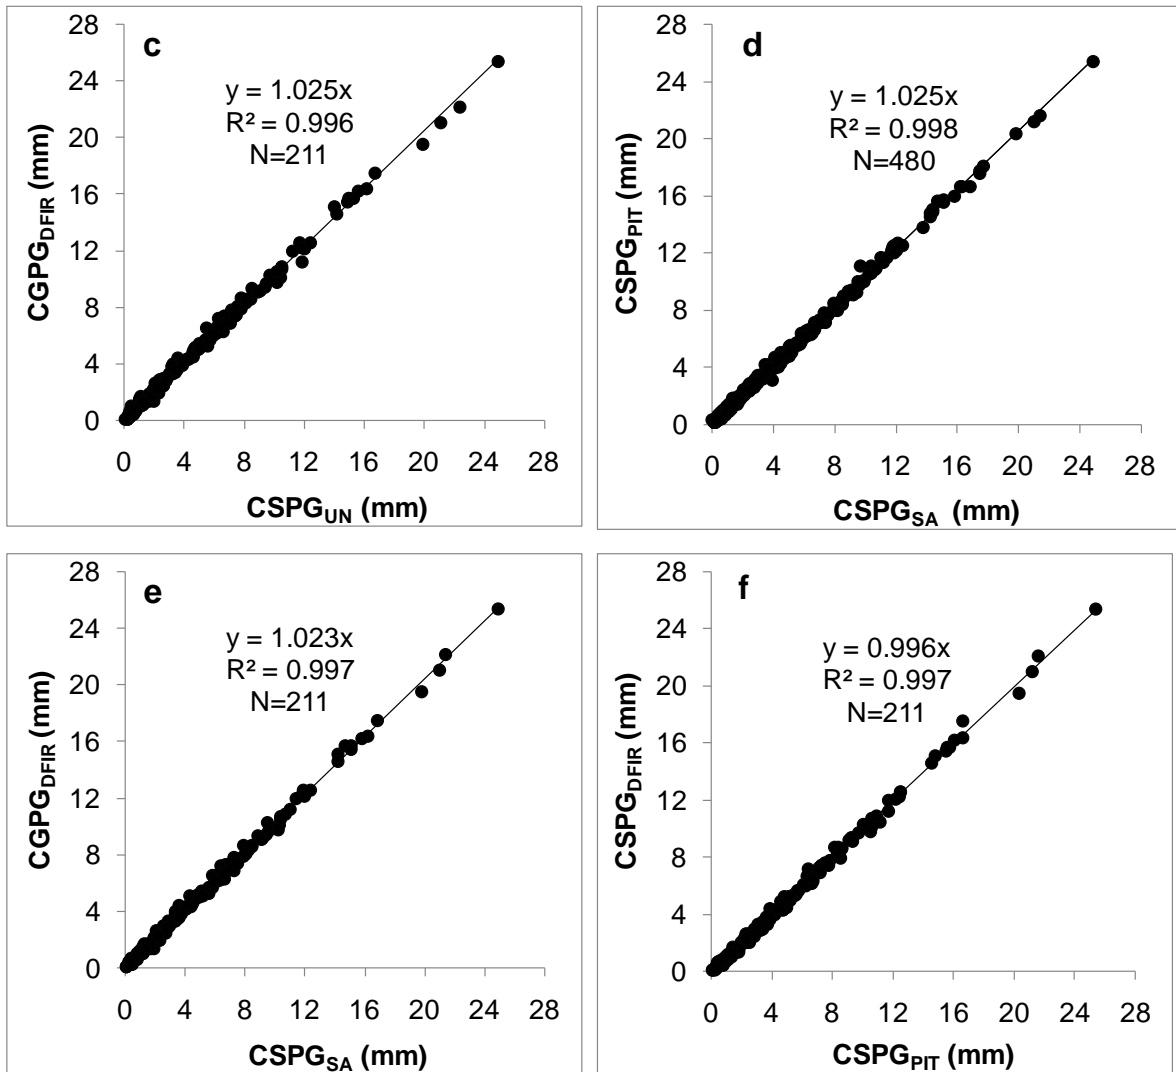 c
y = 1.025x
R² = 0.996
N=211
CGPG_DFIR (mm)
28
24
20
16
12
8
4
0
0 4 8 12 16 20 24 28
CSPG_UN (mm)
d
y = 1.025x
R² = 0.998
N=480
CSPG_PIT (mm)
28
24
20
16
12
8
4
0
0 4 8 12 16 20 24 28
CSPG_SA (mm)
e
y = 1.023x
R² = 0.997
N=211
CGPG_DFIR (mm)
28
24
20
16
12
8
4
0
0 4 8 12 16 20 24 28
CSPG_SA (mm)
f
y = 0.996x
R² = 0.997
N=211
CSPG_DFIR (mm)
28
24
20
16
12
8
4
0
0 4 8 12 16 20 24 28
CSPG_PIT (mm)